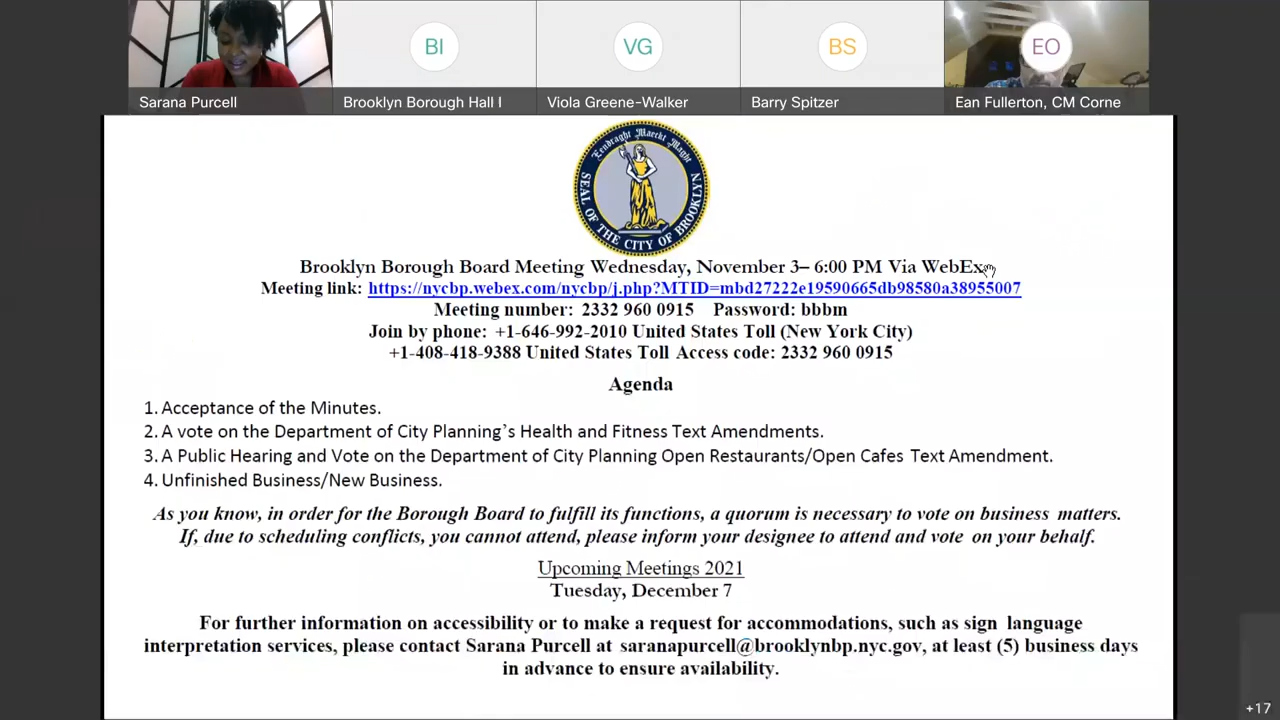 BI
VG
BS
EO
Sarana Purcell
Brooklyn Borough Hall I
Viola Greene-Walker
Barry Spitzer
Ean Fullerton, CM Corne
Eendraght Maeckt Maght
SEAL OF THE CITY OF BROOKLYN
Brooklyn Borough Board Meeting Wednesday, November 3– 6:00 PM Via WebEx
Meeting link: https://nycbp.webex.com/nycbp/j.php?MTID=mbd27222e19590665db98580a38955007
Meeting number: 2332 960 0915 Password: bbbm
Join by phone: +1-646-992-2010 United States Toll (New York City)
+1-408-418-9388 United States Toll Access code: 2332 960 0915
Agenda
1. Acceptance of the Minutes.
2. A vote on the Department of City Planning's Health and Fitness Text Amendments.
3. A Public Hearing and Vote on the Department of City Planning Open Restaurants/Open Cafes Text Amendment.
4. Unfinished Business/New Business.
As you know, in order for the Borough Board to fulfill its functions, a quorum is necessary to vote on business matters.
If, due to scheduling conflicts, you cannot attend, please inform your designee to attend and vote on your behalf.
Upcoming Meetings 2021
Tuesday, December 7
For further information on accessibility or to make a request for accommodations, such as sign language
interpretation services, please contact Sarana Purcell at saranapurcell@brooklynbp.nyc.gov, at least (5) business days
in advance to ensure availability.
+17